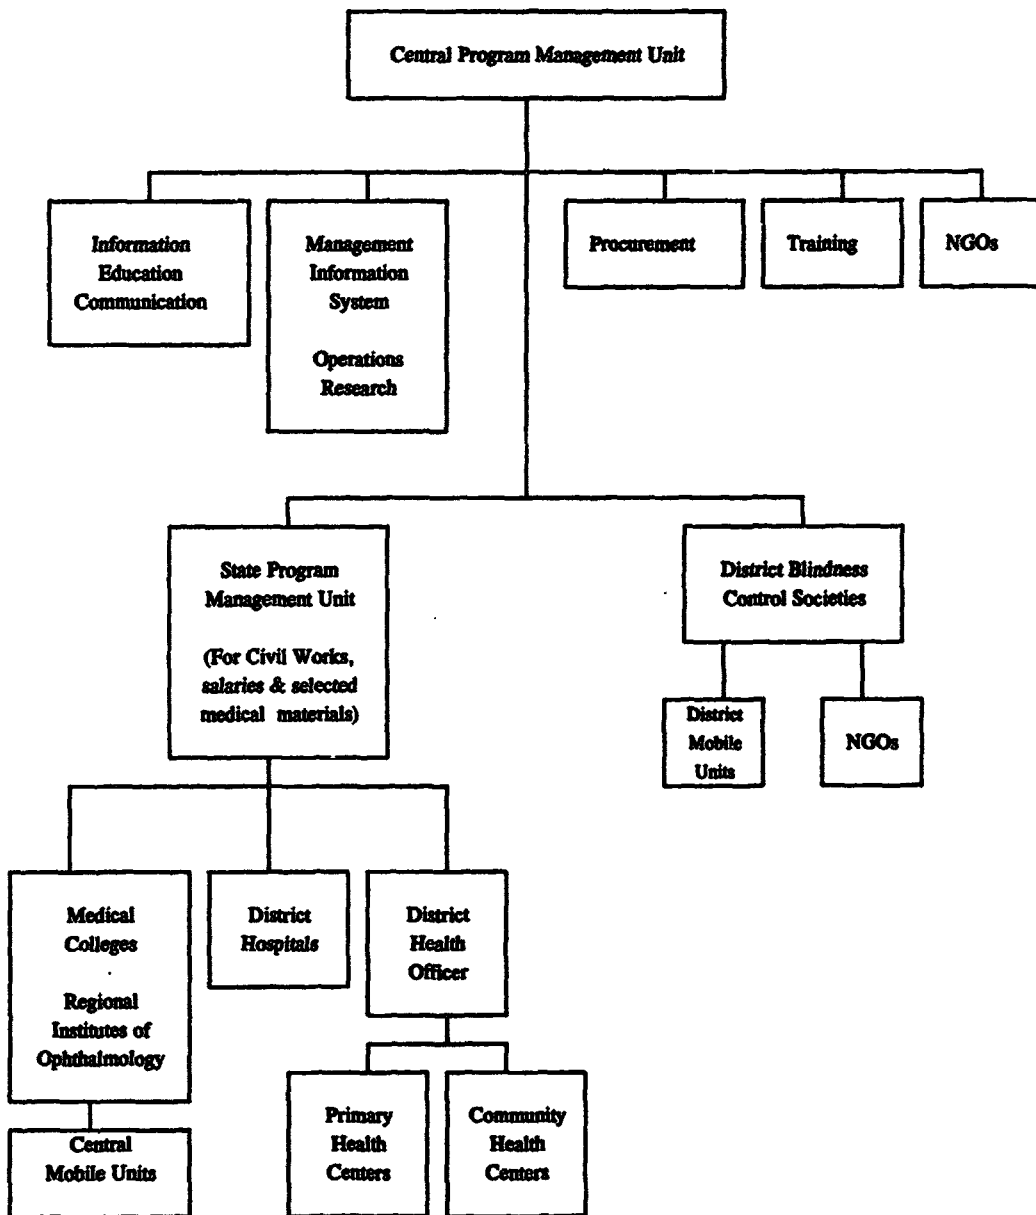 Central Program Management Unit
Information
Education
Communication
Management
Information
System
Operations
Research
Procurement
Training
NGOs
State Program
Management Unit
(For Civil Works,
salaries & selected
medical materials)
District Blindness
Control Societies
District
Mobile
Units
NGOs
Medical
Colleges
Regional
Institutes of
Ophthalmology
District
Hospitals
District
Health
Officer
Central
Mobile Units
Primary
Health
Centers
Community
Health
Centers